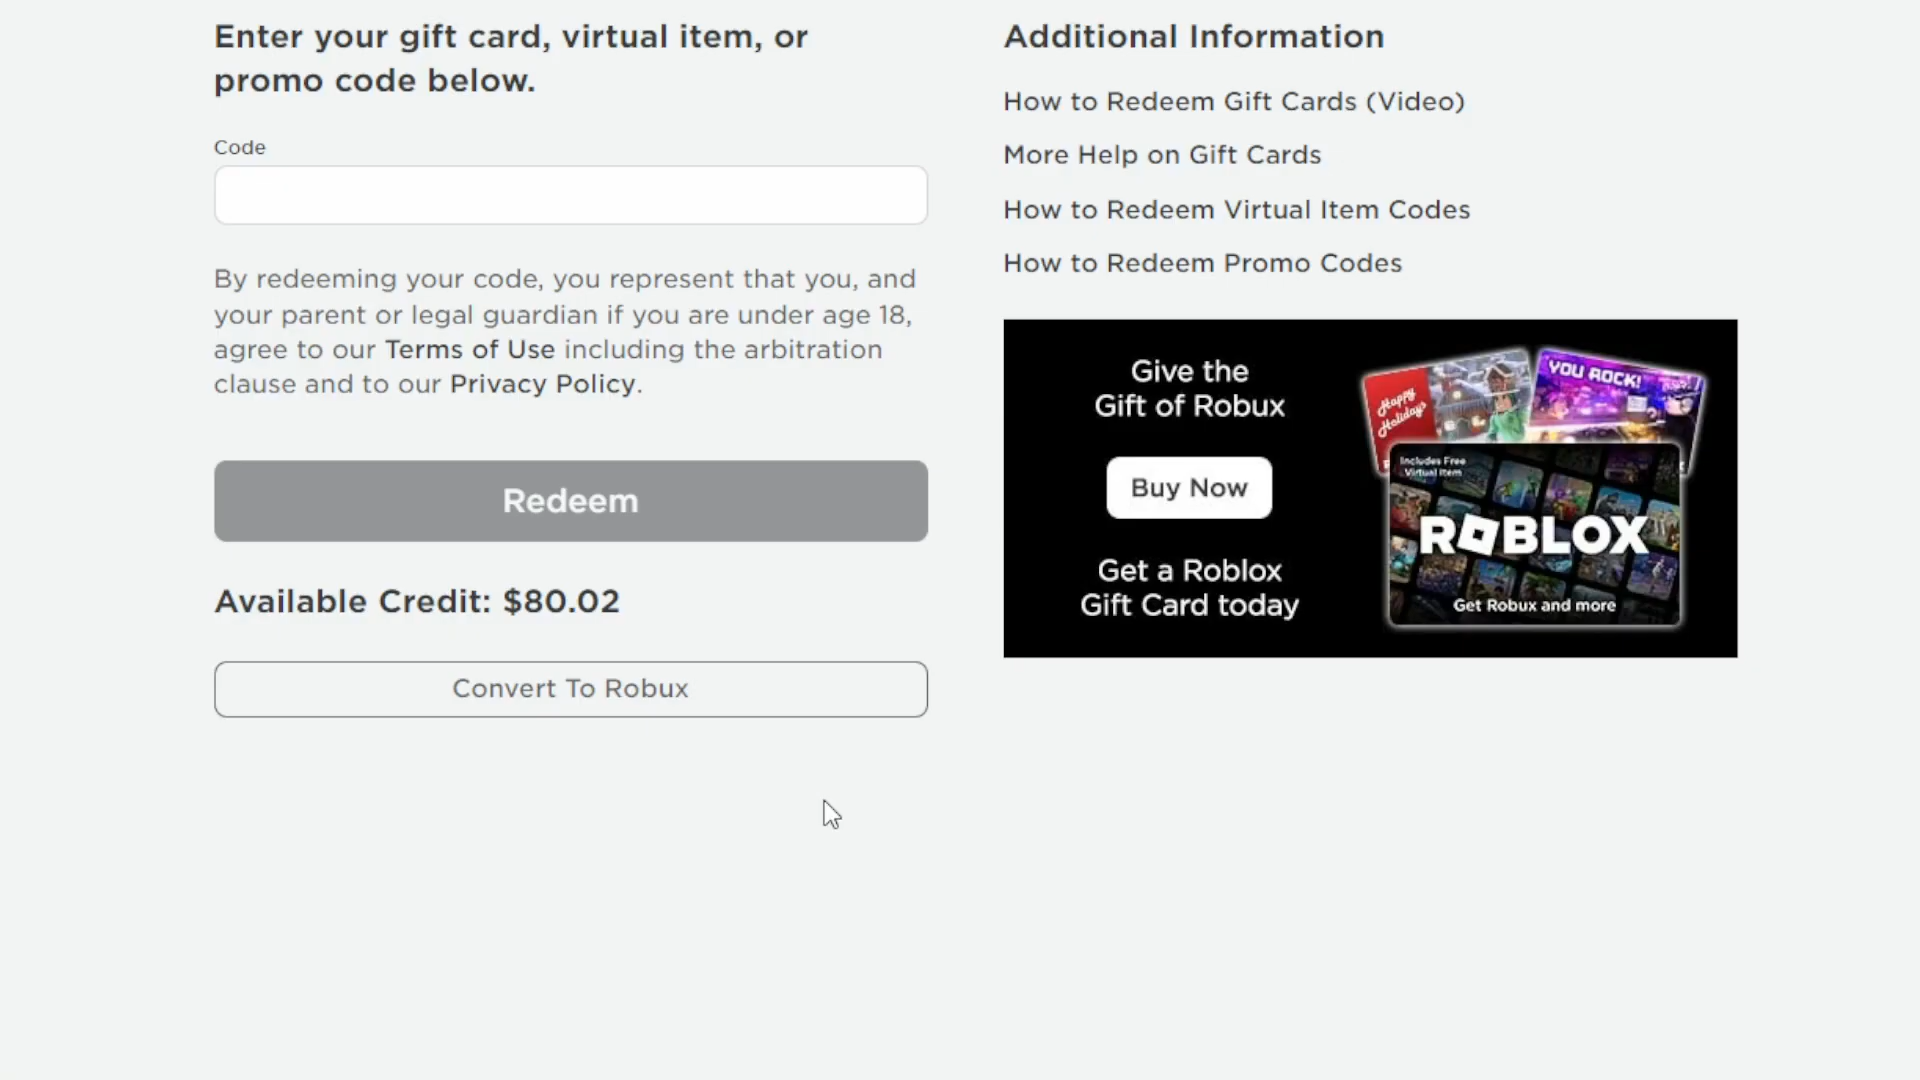 Enter your gift card, virtual item, or
promo code below.
Code
By redeeming your code, you represent that you, and
your parent or legal guardian if you are under age 18,
agree to our Terms of Use including the arbitration
clause and to our Privacy Policy.
Redeem
Available Credit: $80.02
Convert To Robux
Additional Information
How to Redeem Gift Cards (Video)
More Help on Gift Cards
How to Redeem Virtual Item Codes
How to Redeem Promo Codes
Give the
Gift of Robux
Buy Now
Get a Roblox
Gift Card today
Happy
Holidays
YOU ROCK!
Includes Free
Virtual Item
ROBLOX
Get Robux and more